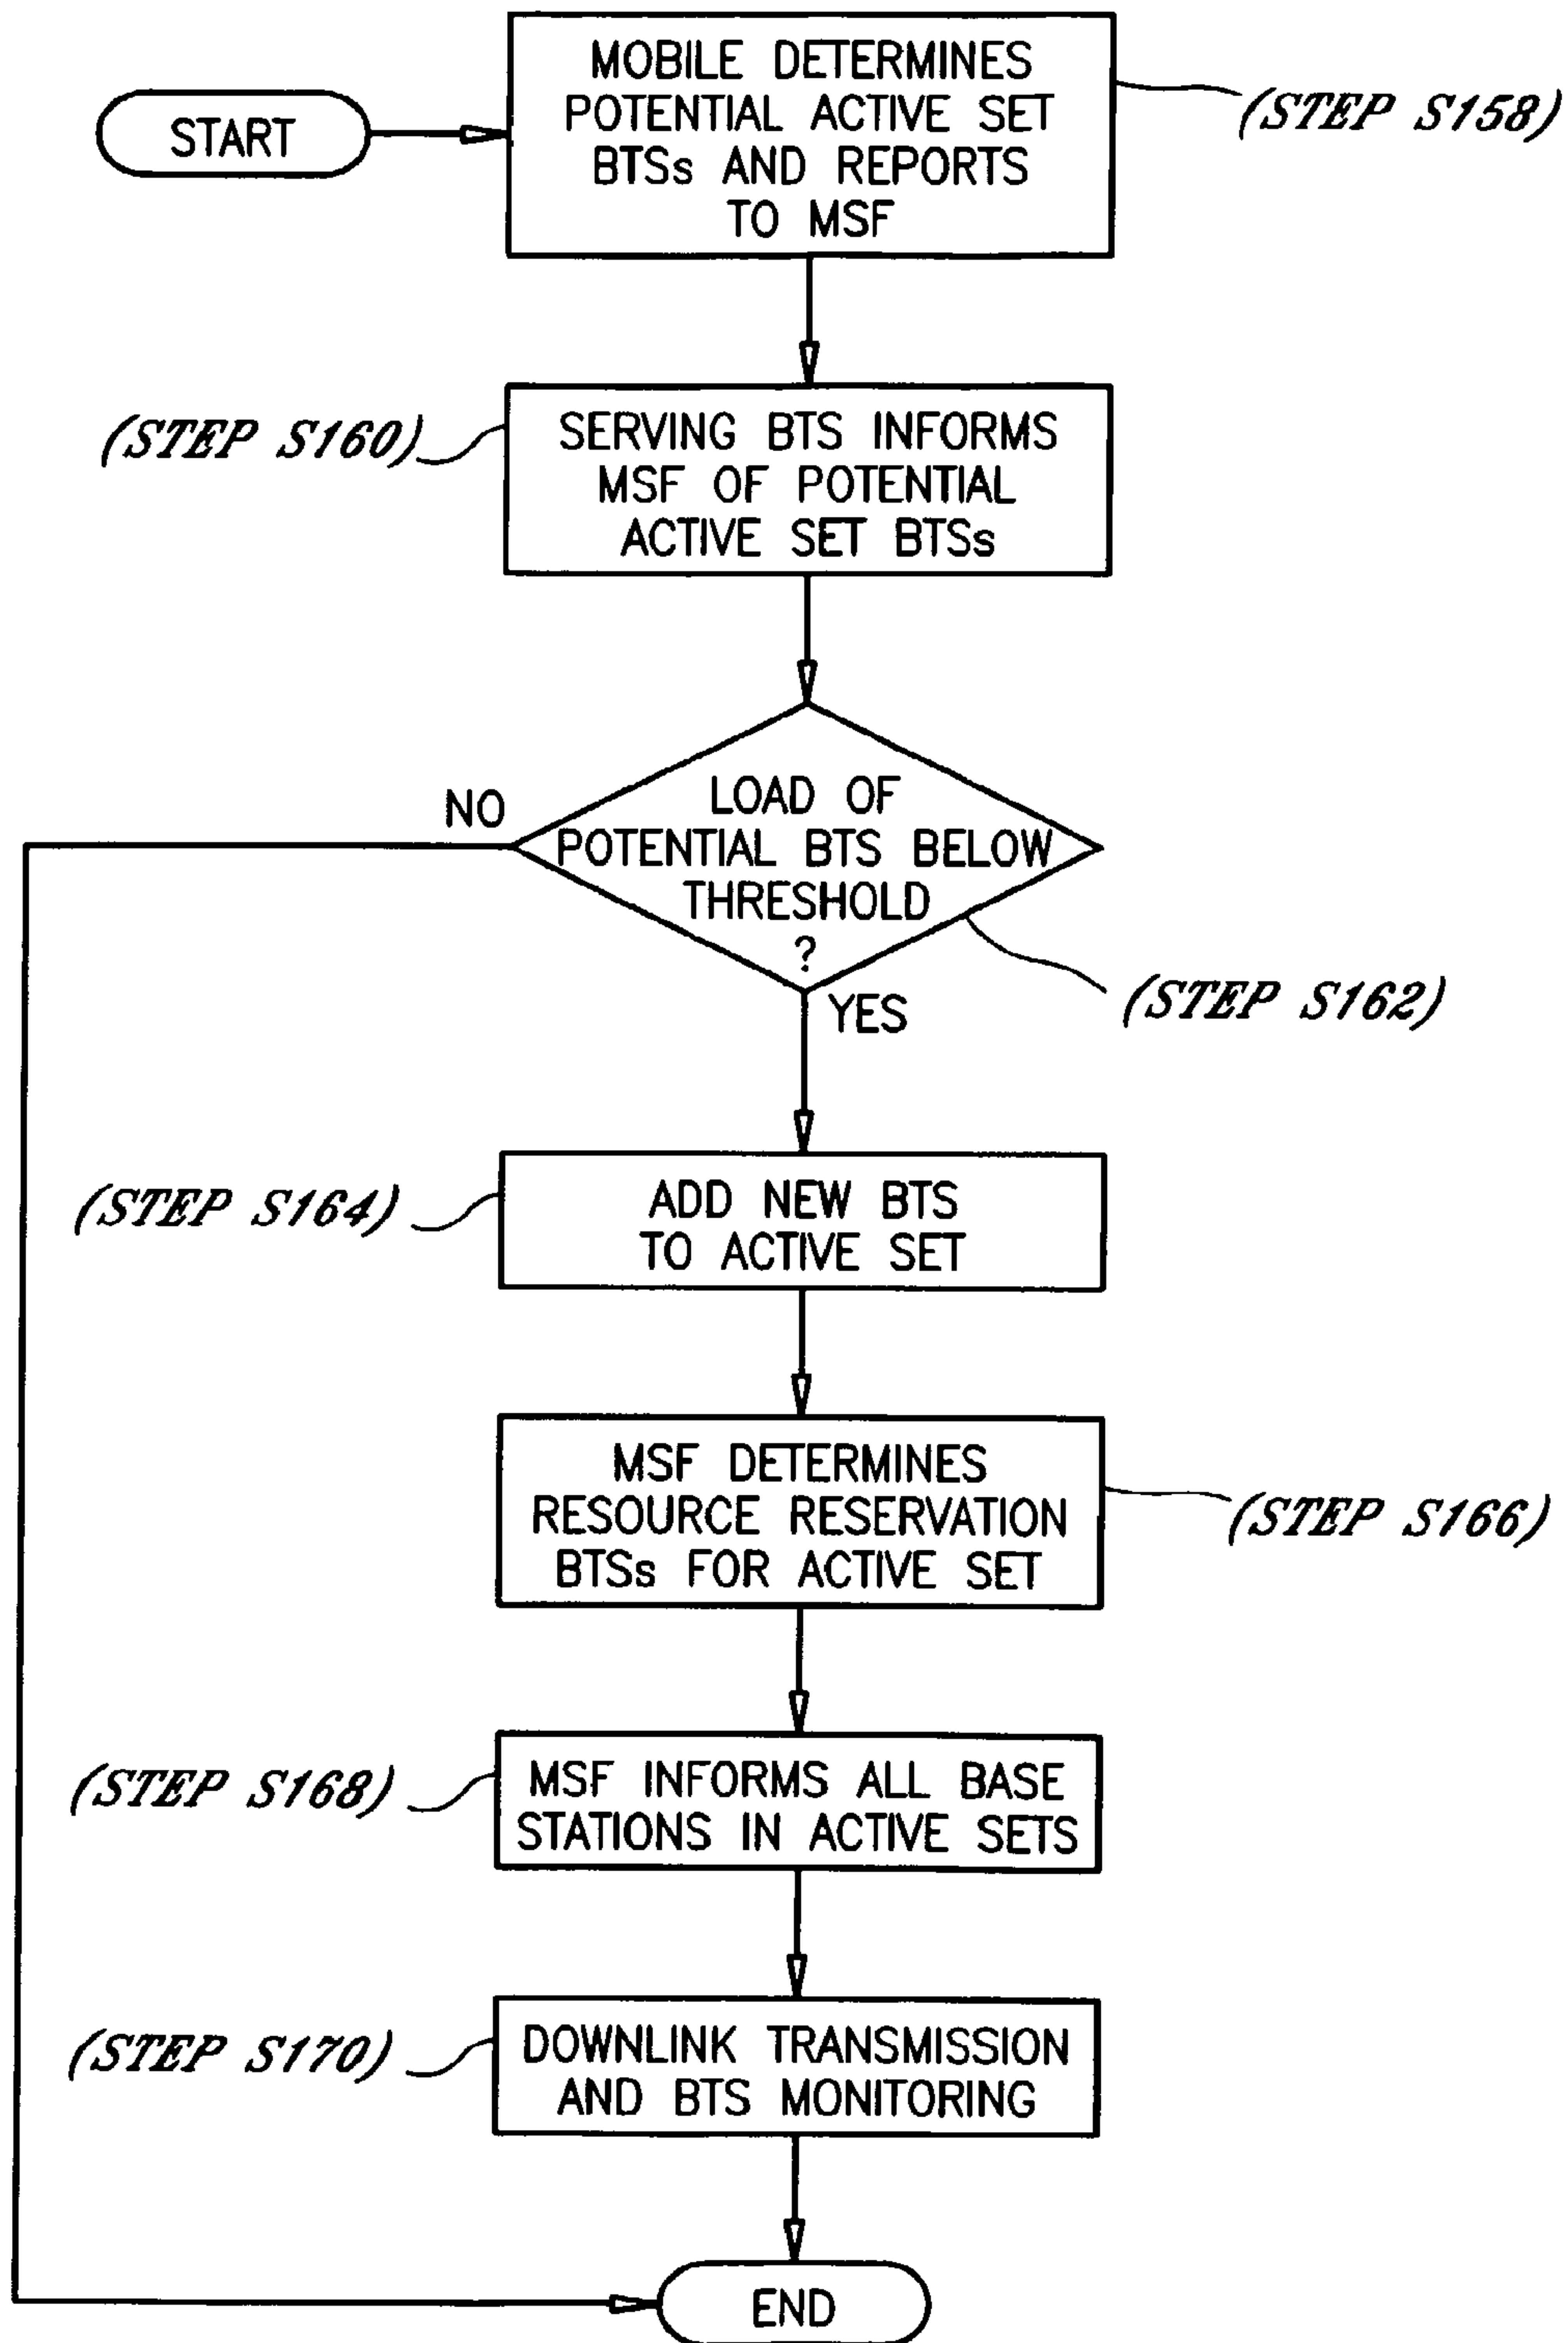 START
MOBILE DETERMINES
POTENTIAL ACTIVE SET
BTSs AND REPORTS
TO MSF
(STEP S158)
(STEP S160)
SERVING BTS INFORMS
MSF OF POTENTIAL
ACTIVE SET BTSs
NO
LOAD OF
POTENTIAL BTS BELOW
THRESHOLD
?
YES
(STEP S162)
(STEP S164)
ADD NEW BTS
TO ACTIVE SET
MSF DETERMINES
RESOURCE RESERVATION
BTSs FOR ACTIVE SET
(STEP S166)
(STEP S168)
MSF INFORMS ALL BASE
STATIONS IN ACTIVE SETS
(STEP S170)
DOWNLINK TRANSMISSION
AND BTS MONITORING
END